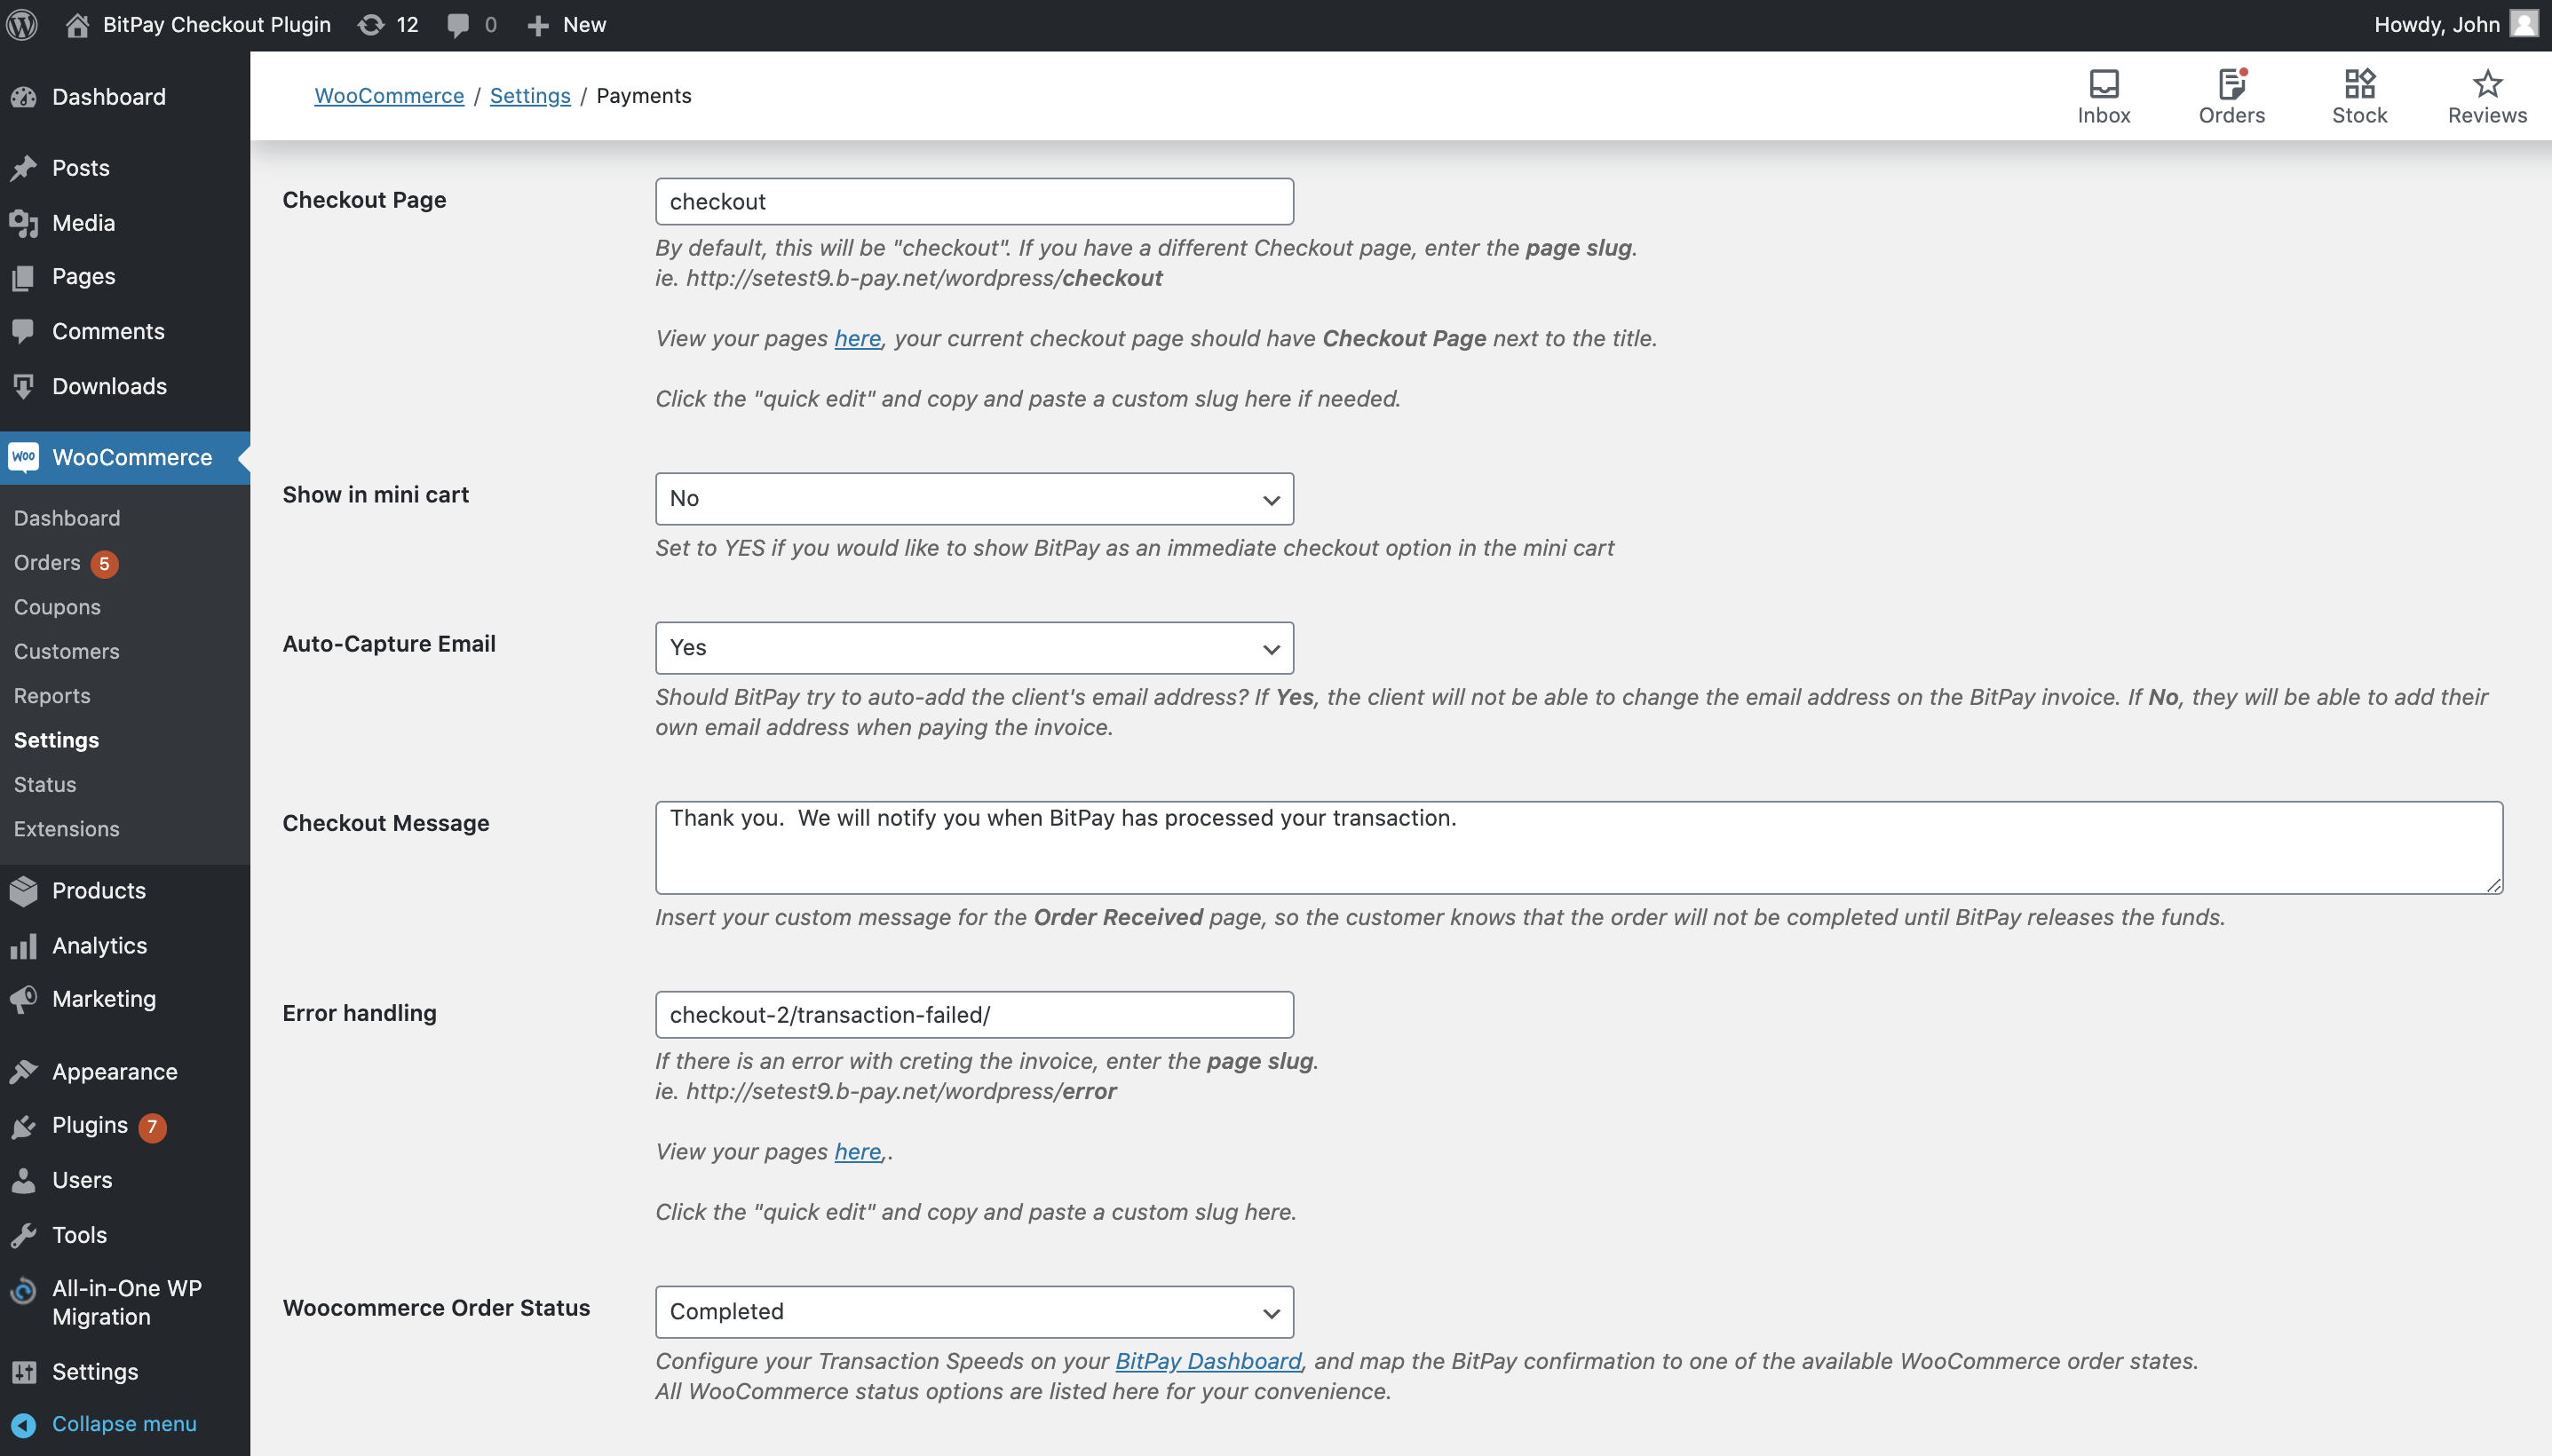 BitPay Checkout Plugin 12 0 New Howdy, John
WooCommerce / Settings / Payments
Inbox
Orders
Stock
Reviews
Dashboard
Posts
Media
Pages
Comments
Downloads
Woo WooCommerce
Dashboard
Orders 5
Coupons
Customers
Reports
Settings
Status
Extensions
Products
Analytics
Marketing
Appearance
Plugins 7
Users
Tools
All-in-One WP
Migration
Settings
Collapse menu
Checkout Page
checkout
By default, this will be "checkout". If you have a different Checkout page, enter the page slug.
ie. http://setest9.b-pay.net/wordpress/checkout
View your pages here, your current checkout page should have Checkout Page next to the title.
Click the "quick edit" and copy and paste a custom slug here if needed.
Show in mini cart
No
Set to YES if you would like to show BitPay as an immediate checkout option in the mini cart
Auto-Capture Email
Yes
Should BitPay try to auto-add the client's email address? If Yes, the client will not be able to change the email address on the BitPay invoice. If No, they will be able to add their
own email address when paying the invoice.
Checkout Message
Thank you.  We will notify you when BitPay has processed your transaction.
Insert your custom message for the Order Received page, so the customer knows that the order will not be completed until BitPay releases the funds.
Error handling
checkout-2/transaction-failed/
If there is an error with creting the invoice, enter the page slug.
ie. http://setest9.b-pay.net/wordpress/error
View your pages here,.
Click the "quick edit" and copy and paste a custom slug here.
Woocommerce Order Status
Completed
Configure your Transaction Speeds on your BitPay Dashboard, and map the BitPay confirmation to one of the available WooCommerce order states.
All WooCommerce status options are listed here for your convenience.